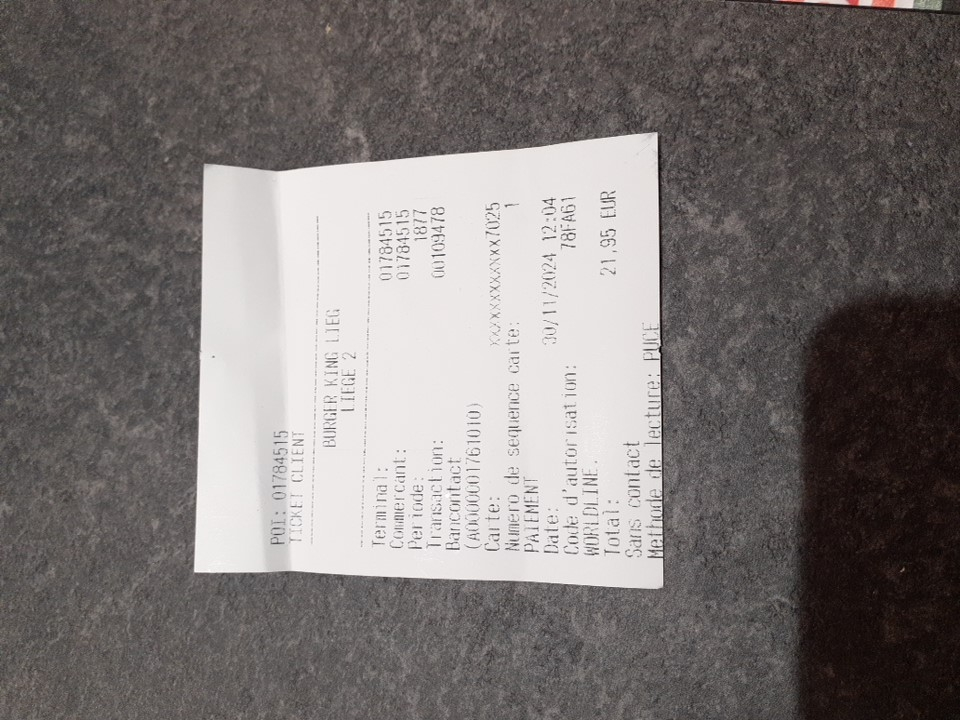 POI: 01784515
TICKET CLIENT
BURGER KING LIEG
LIEGE 2
Terminal: 01784515
Commercant: 01784515
Periode: 1877
Transaction: 00109478
Bancontact
(A0000001761010)
Carte: xxxxxxxxxxxxx7025
Numero de sequence carte: 1
PAIEMENT
Date: 30/11/2024 12:04
Code d'autorisation: 78FA61
WORLDLINE.
Total: 21,95 EUR
Sans contact
Methode de lecture: PUCE